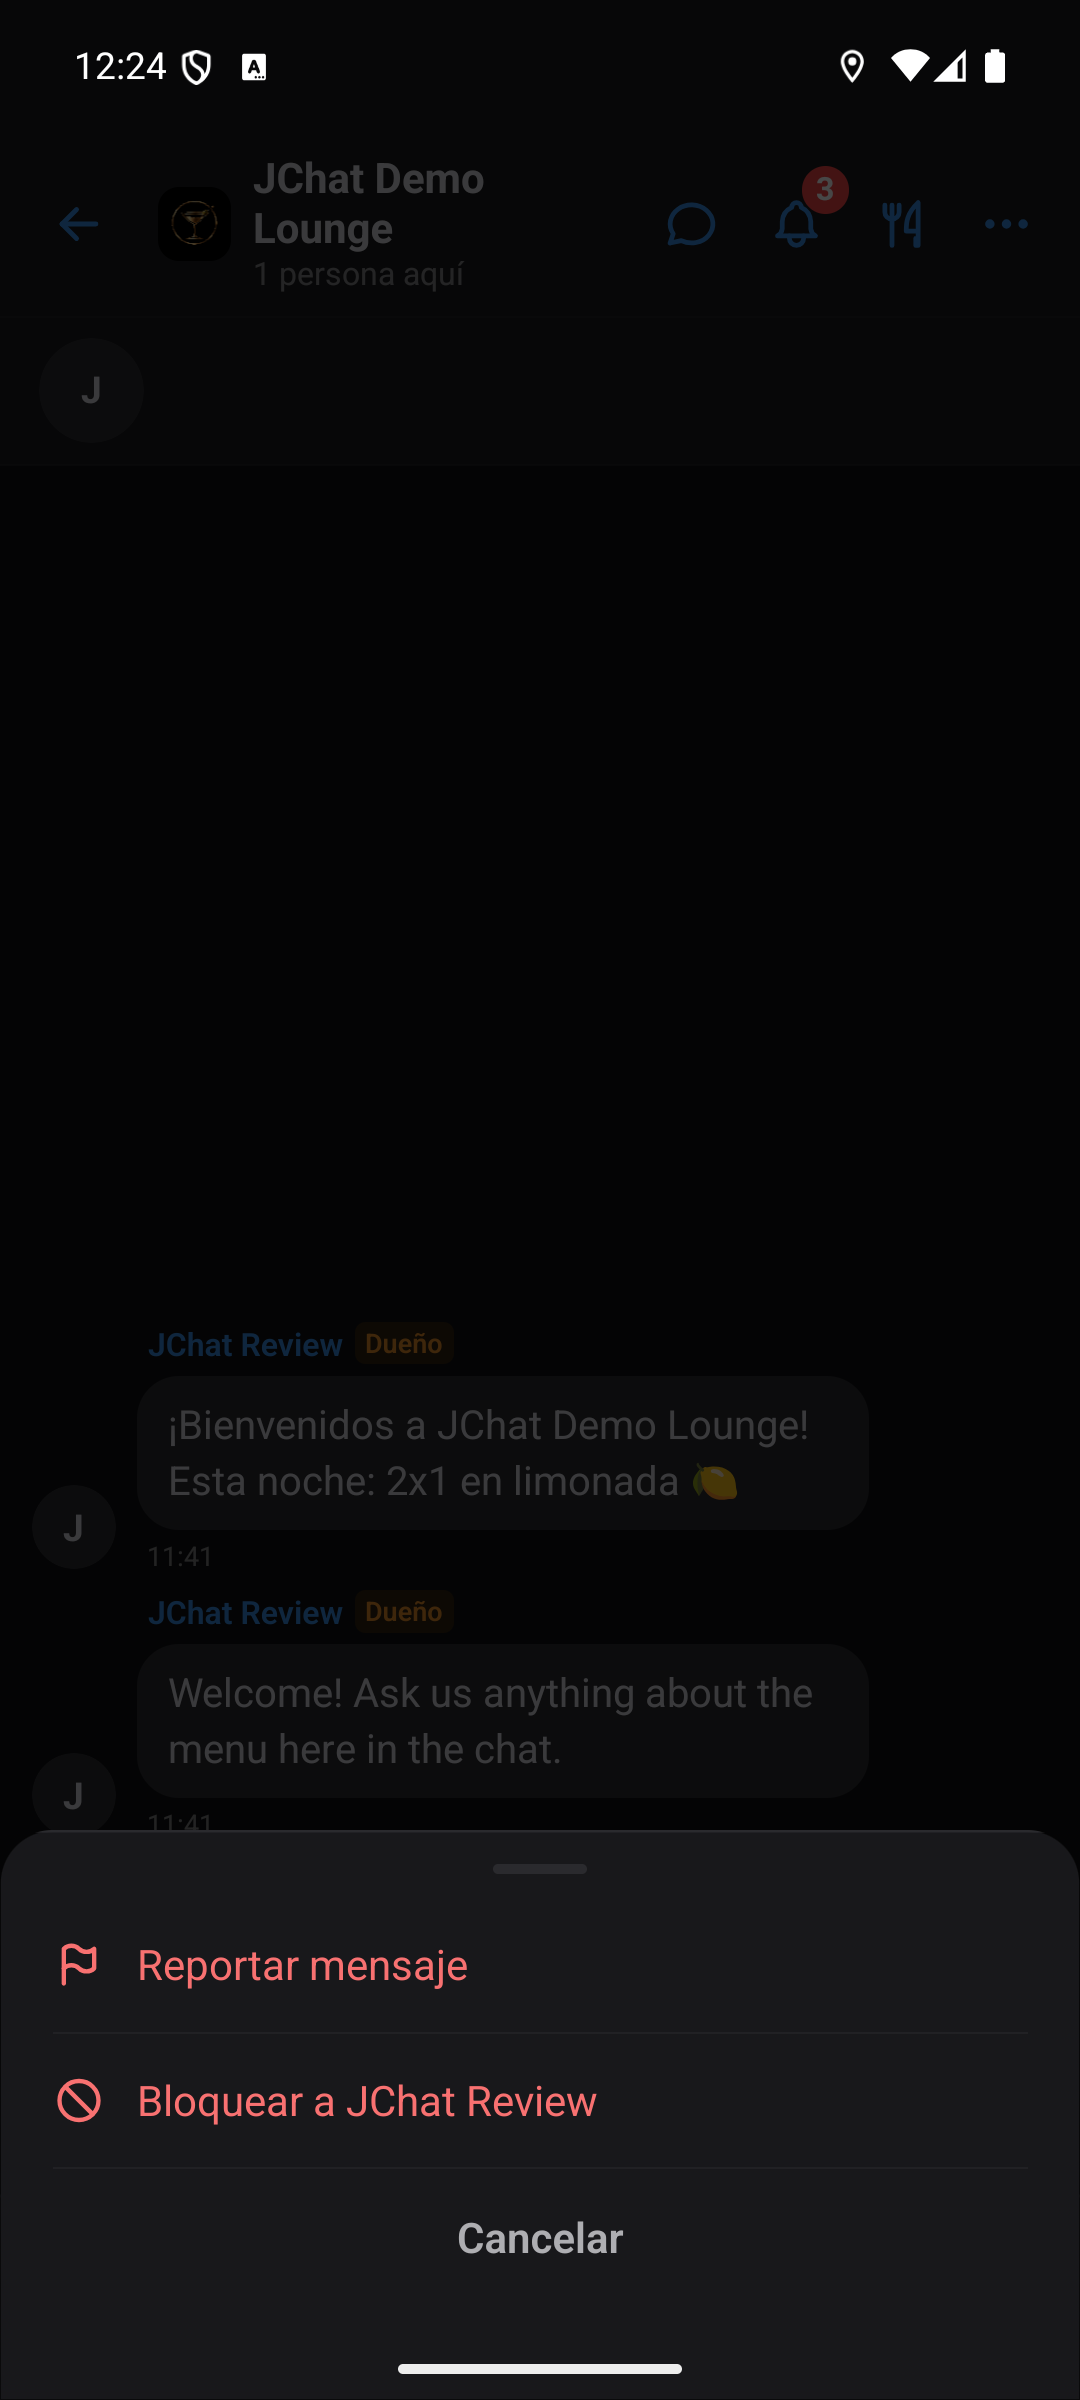 12:24
JChat Demo
Lounge
1 persona aquí
3
J
JChat Review Dueño
¡Bienvenidos a JChat Demo Lounge!
Esta noche: 2x1 en limonada 🍋
J
11:41
JChat Review Dueño
Welcome! Ask us anything about the
menu here in the chat.
J
11:41
Reportar mensaje
Bloquear a JChat Review
Cancelar